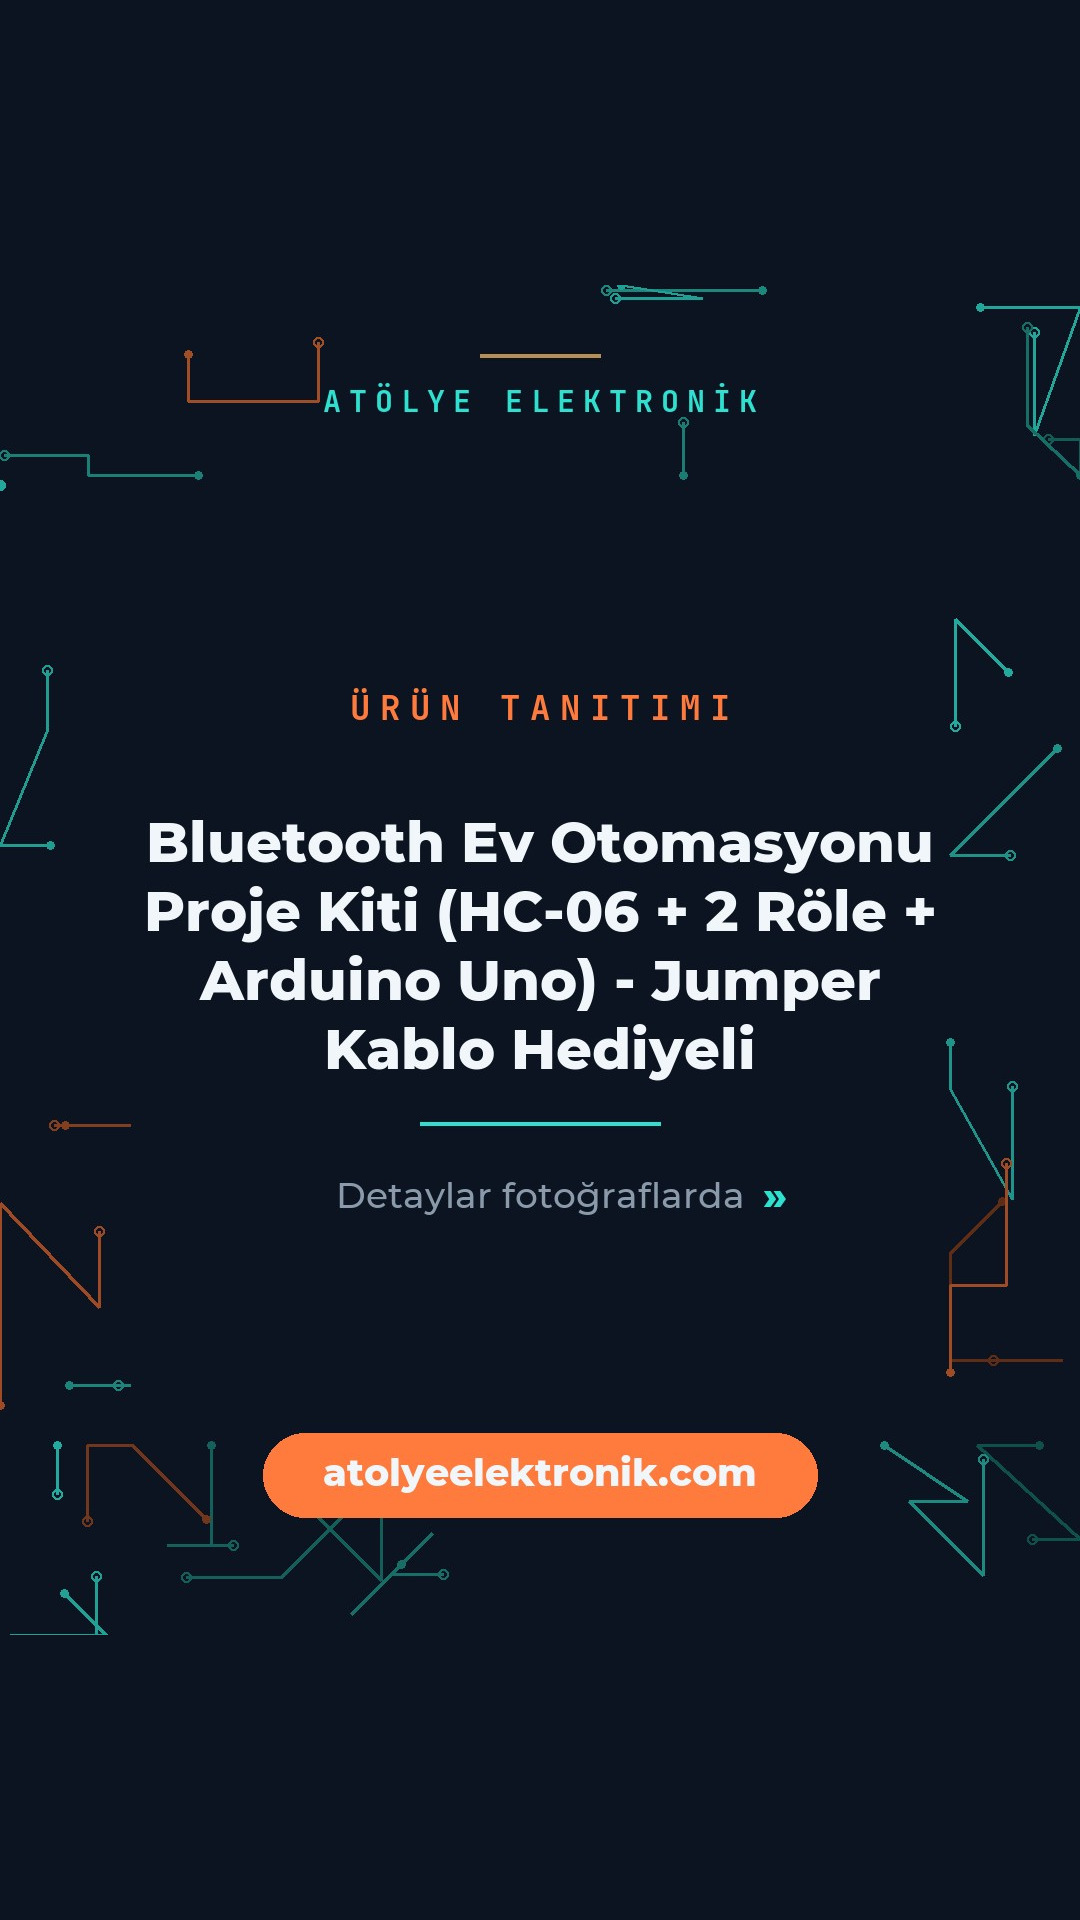 ATÖLYE ELEKTRONİK
ÜRÜN TANITIMI
Bluetooth Ev Otomasyonu
Proje Kiti (HC-06 + 2 Röle +
Arduino Uno) - Jumper
Kablo Hediyeli
Detaylar fotoğraflarda »
atolyeelektronik.com